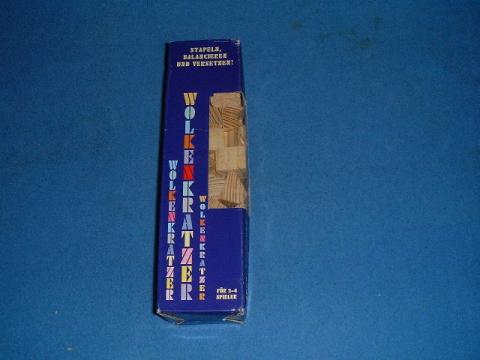 STAPELN,
BALANCIEREN
UND VERSETZEN!
WOLKENKRATZER
WOLKENKRATZER
WOLKENKRATZER
FÜR 2-4
SPIELER